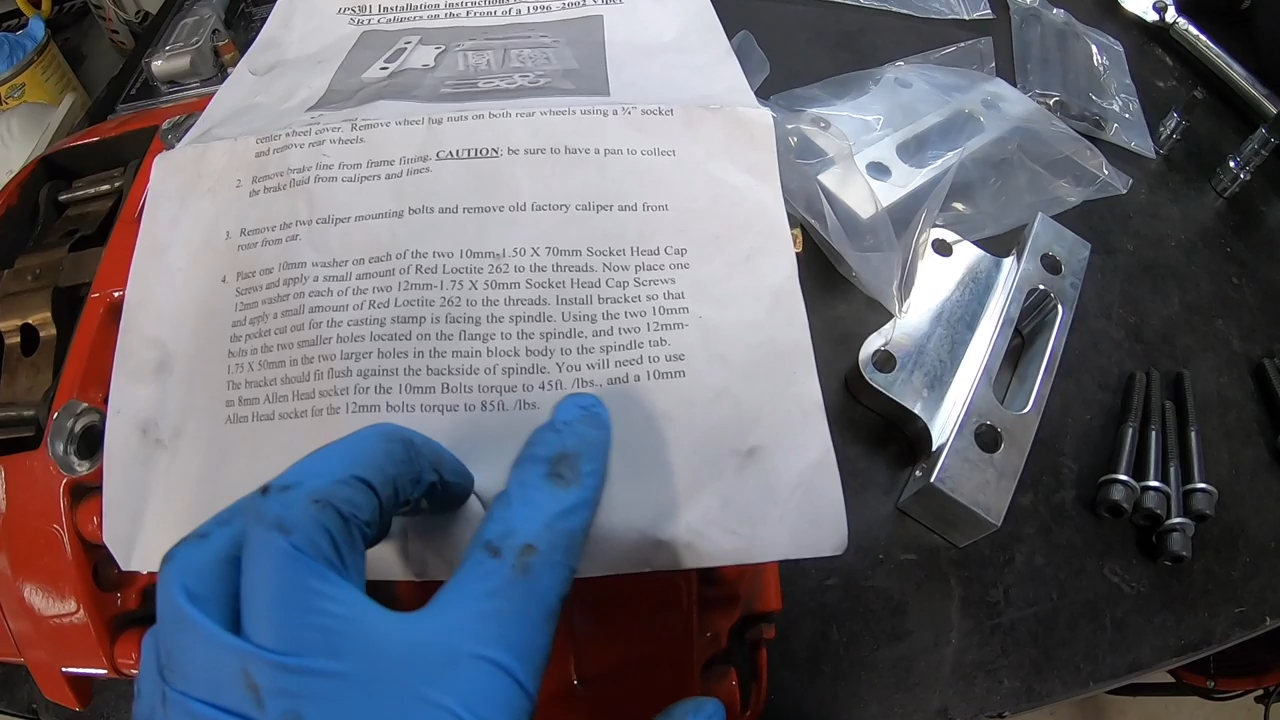 JPS301 Installation instructions
SRT Calipers on the Front of a 1996 -2002 Viper
center wheel cover. Remove wheel lug nuts on both rear wheels using a ¾" socket
and remove rear wheels.
2. Remove brake line from frame fitting. CAUTION; be sure to have a pan to collect
the brake fluid from calipers and lines.
3. Remove the two caliper mounting bolts and remove old factory caliper and front
rotor from car.
4. Place one 10mm washer on each of the two 10mm-1.50 X 70mm Socket Head Cap
Screws and apply a small amount of Red Loctite 262 to the threads. Now place one
12mm washer on each of the two 12mm-1.75 X 50mm Socket Head Cap Screws
and apply a small amount of Red Loctite 262 to the threads. Install bracket so that
the pocket cut out for the casting stamp is facing the spindle. Using the two 10mm
bolts in the two smaller holes located on the flange to the spindle, and two 12mm-
1.75 X 50mm in the two larger holes in the main block body to the spindle tab.
The bracket should fit flush against the backside of spindle. You will need to use
an 8mm Allen Head socket for the 10mm Bolts torque to 45ft. /lbs., and a 10mm
Allen Head socket for the 12mm bolts torque to 85ft. /lbs.